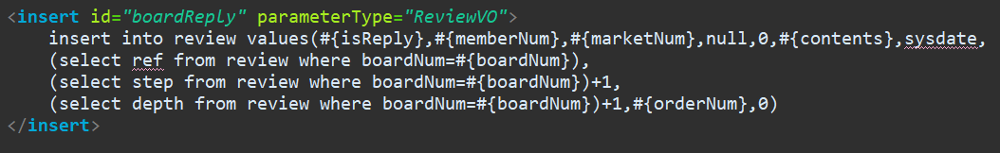 <insert id="boardReply" parameterType="ReviewVO">
insert into review values(#{isReply},#{memberNum},#{marketNum},null,0,#{contents},sysdate,
(select ref from review where boardNum=#{boardNum}),
(select step from review where boardNum=#{boardNum})+1,
(select depth from review where boardNum=#{boardNum})+1,#{orderNum},0)
</insert>